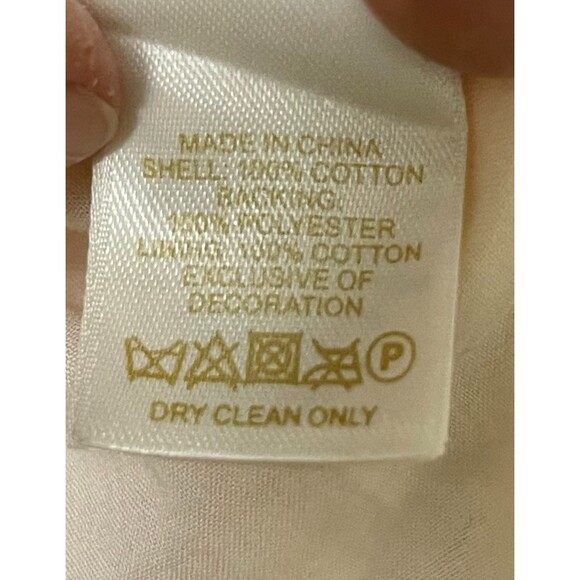 MADE IN CHINA
SHELL: 100% COTTON
BACKING:
100% POLYESTER
LINING: 100% COTTON
EXCLUSIVE OF
DECORATION
P
DRY CLEAN ONLY